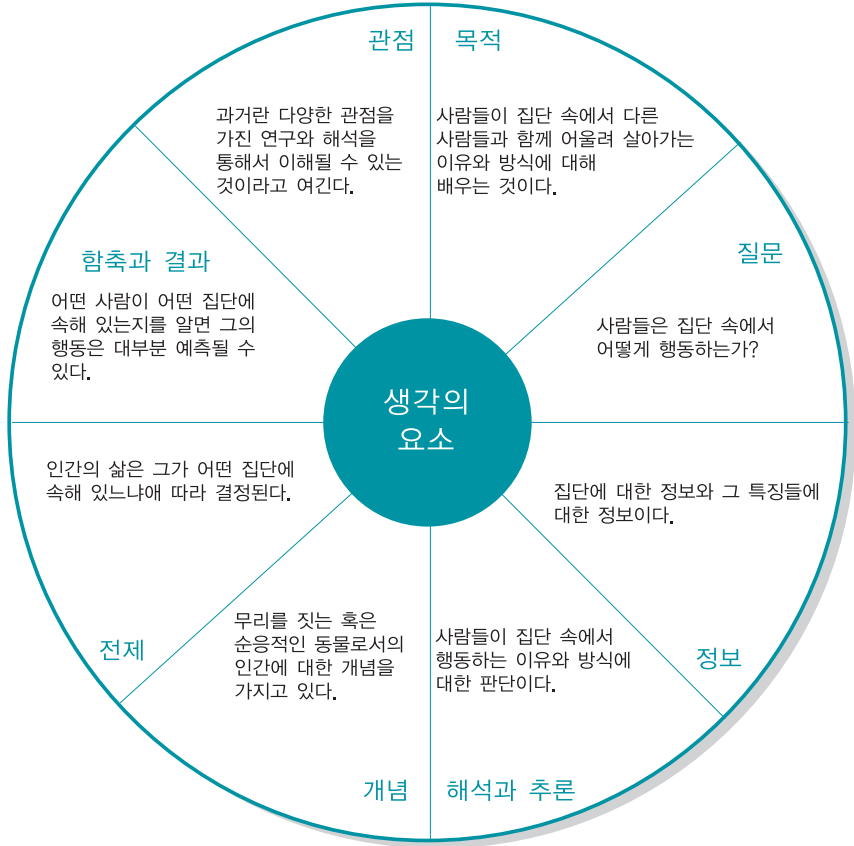 관점
과거란 다양한 관점을
가진 연구와 해석을
통해서 이해될 수 있는
것이라고 여긴다.
목적
사람들이 집단 속에서 다른
사람들과 함께 어울려 살아가는
이유와 방식에 대해
배우는 것이다.
질문
사람들은 집단 속에서
어떻게 행동하는가?
함축과 결과
어떤 사람이 어떤 집단에
속해 있는지를 알면 그의
행동은 대부분 예측될 수
있다.
생각의
요소
인간의 삶은 그가 어떤 집단에
속해 있느냐애 따라 결정된다.
전제
집단에 대한 정보와 그 특징들에
대한 정보이다.
정보
무리를 짓는 혹은
순응적인 동물로서의
인간에 대한 개념을
가지고 있다.
개념
사람들이 집단 속에서
행동하는 이유와 방식에
대한 판단이다.
해석과 추론